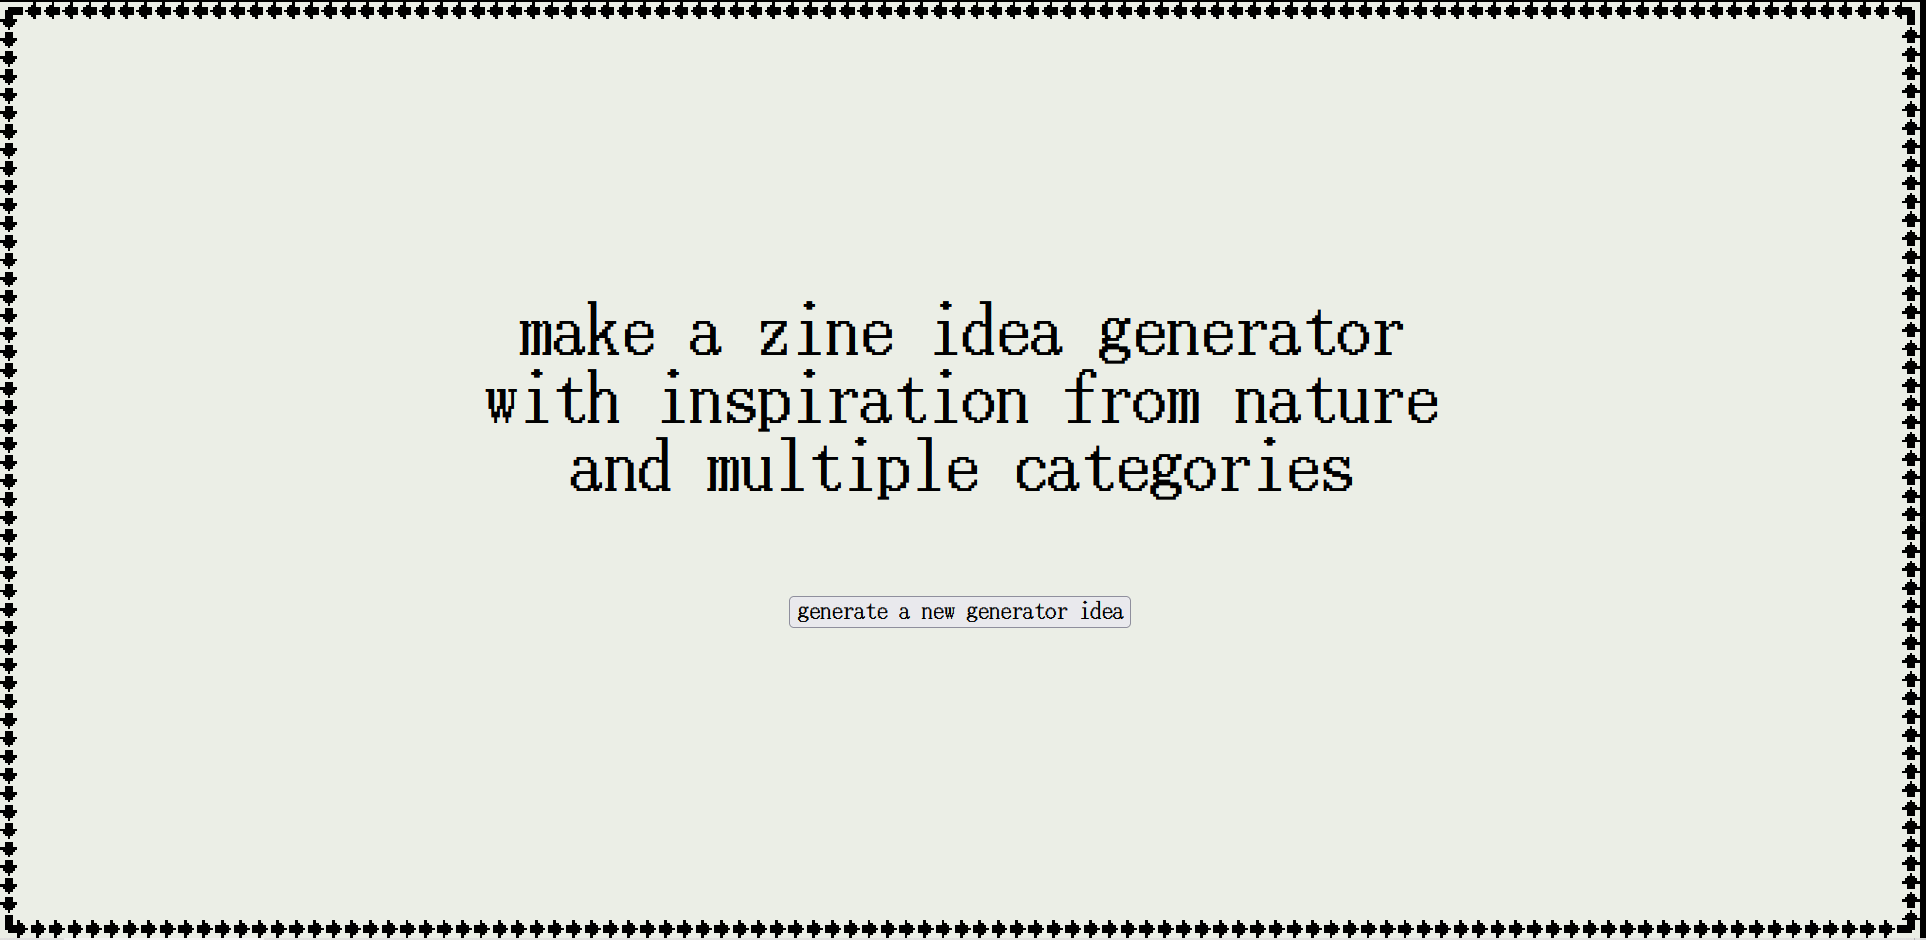 make a zine idea generator
with inspiration from nature
and multiple categories
generate a new generator idea